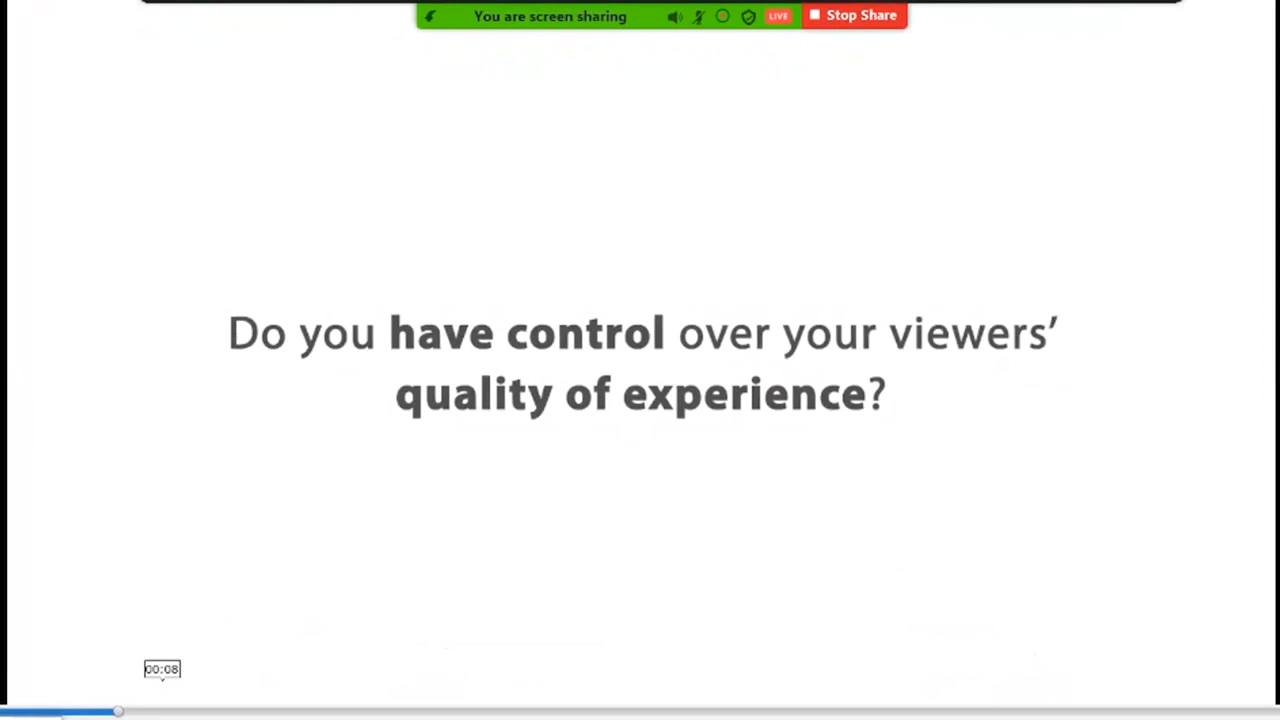 You are screen sharing
LIVE
Stop Share
Do you have control over your viewers’
quality of experience?
00:08